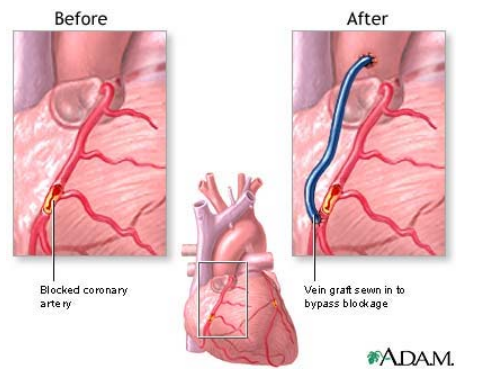 Before
After
Blocked coronary
artery
Vein graft sewn in to
bypass blockage
A.D.A.M.